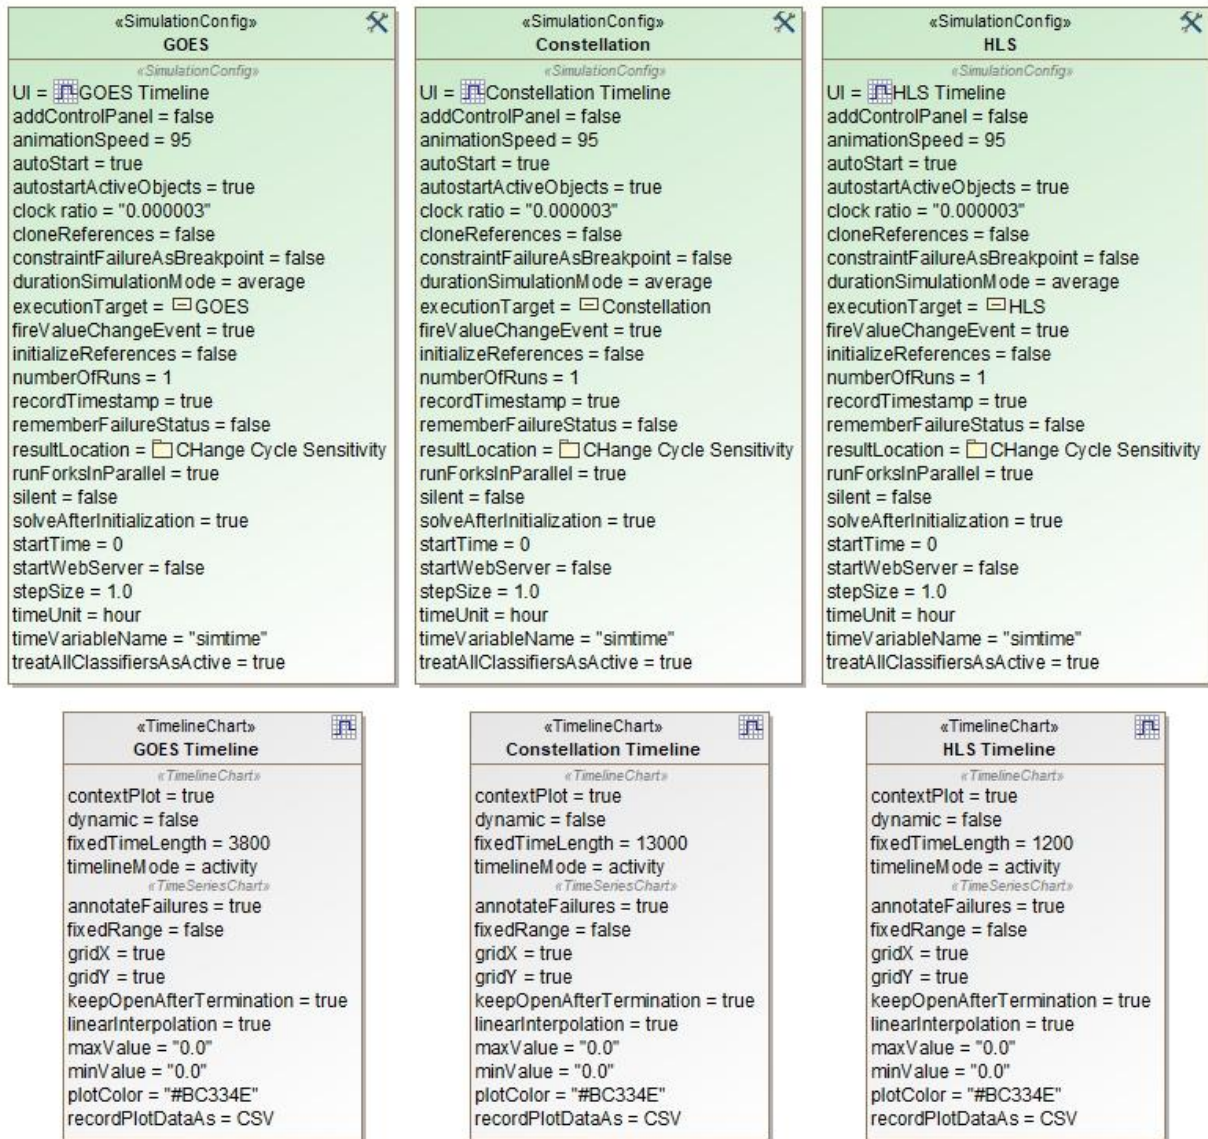 «SimulationConfig»
GOES
«SimulationConfig»
UI = GOES Timeline
addControlPanel = false
animationSpeed = 95
autoStart = true
autostartActiveObjects = true
clock ratio = "0.000003"
cloneReferences = false
constraintFailureAsBreakpoint = false
durationSimulationMode = average
executionTarget = GOES
fireValueChangeEvent = true
initializeReferences = false
numberOfRuns = 1
recordTimestamp = true
rememberFailureStatus = false
resultLocation = CHange Cycle Sensitivity
runForksInParallel = true
silent = false
solveAfterInitialization = true
startTime = 0
startWebServer = false
stepSize = 1.0
timeUnit = hour
timeVariableName = "simtime"
treatAllClassifiersAsActive = true
«SimulationConfig»
Constellation
«SimulationConfig»
UI = Constellation Timeline
addControlPanel = false
animationSpeed = 95
autoStart = true
autostartActiveObjects = true
clock ratio = "0.000003"
cloneReferences = false
constraintFailureAsBreakpoint = false
durationSimulationMode = average
executionTarget = Constellation
fireValueChangeEvent = true
initializeReferences = false
numberOfRuns = 1
recordTimestamp = true
rememberFailureStatus = false
resultLocation = CHange Cycle Sensitivity
runForksInParallel = true
silent = false
solveAfterInitialization = true
startTime = 0
startWebServer = false
stepSize = 1.0
timeUnit = hour
timeVariableName = "simtime"
treatAllClassifiersAsActive = true
«SimulationConfig»
HLS
«SimulationConfig»
UI = HLS Timeline
addControlPanel = false
animationSpeed = 95
autoStart = true
autostartActiveObjects = true
clock ratio = "0.000003"
cloneReferences = false
constraintFailureAsBreakpoint = false
durationSimulationMode = average
executionTarget = HLS
fireValueChangeEvent = true
initializeReferences = false
numberOfRuns = 1
recordTimestamp = true
rememberFailureStatus = false
resultLocation = CHange Cycle Sensitivity
runForksInParallel = true
silent = false
solveAfterInitialization = true
startTime = 0
startWebServer = false
stepSize = 1.0
timeUnit = hour
timeVariableName = "simtime"
treatAllClassifiersAsActive = true
«TimelineChart»
GOES Timeline
«TimelineChart»
contextPlot = true
dynamic = false
fixedTimeLength = 3800
timelineMode = activity
«TimeSeriesChart»
annotateFailures = true
fixedRange = false
gridX = true
gridY = true
keepOpenAfterTermination = true
linearInterpolation = true
maxValue = "0.0"
minValue = "0.0"
plotColor = "#BC334E"
recordPlotDataAs = CSV
«TimelineChart»
Constellation Timeline
«TimelineChart»
contextPlot = true
dynamic = false
fixedTimeLength = 13000
timelineMode = activity
«TimeSeriesChart»
annotateFailures = true
fixedRange = false
gridX = true
gridY = true
keepOpenAfterTermination = true
linearInterpolation = true
maxValue = "0.0"
minValue = "0.0"
plotColor = "#BC334E"
recordPlotDataAs = CSV
«TimelineChart»
HLS Timeline
«TimelineChart»
contextPlot = true
dynamic = false
fixedTimeLength = 1200
timelineMode = activity
«TimeSeriesChart»
annotateFailures = true
fixedRange = false
gridX = true
gridY = true
keepOpenAfterTermination = true
linearInterpolation = true
maxValue = "0.0"
minValue = "0.0"
plotColor = "#BC334E"
recordPlotDataAs = CSV